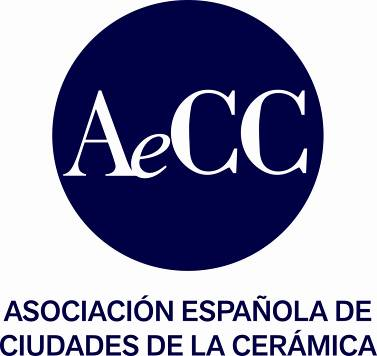 AeCC
ASOCIACIÓN ESPAÑOLA DE
CIUDADES DE LA CERÁMICA